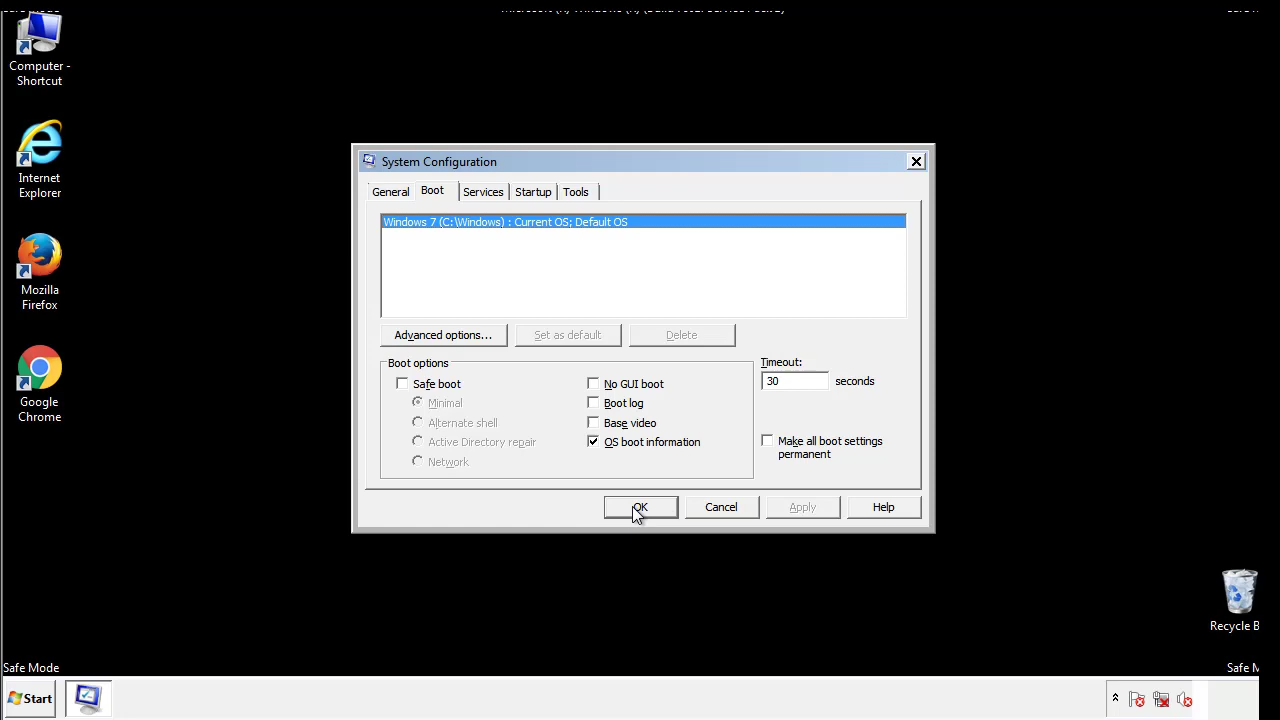 Computer -
Shortcut
Internet
Explorer
Mozilla
Firefox
Google
Chrome
System Configuration
General Boot Services Startup Tools
Windows 7 (C:\Windows) : Current OS; Default OS
Advanced options... Set as default Delete
Boot options
Safe boot
Minimal
Alternate shell
Active Directory repair
Network
No GUI boot
Boot log
Base video
OS boot information
Timeout:
30 seconds
Make all boot settings
permanent
OK Cancel Apply Help
Recycle B
Safe Mode
Safe M
Start